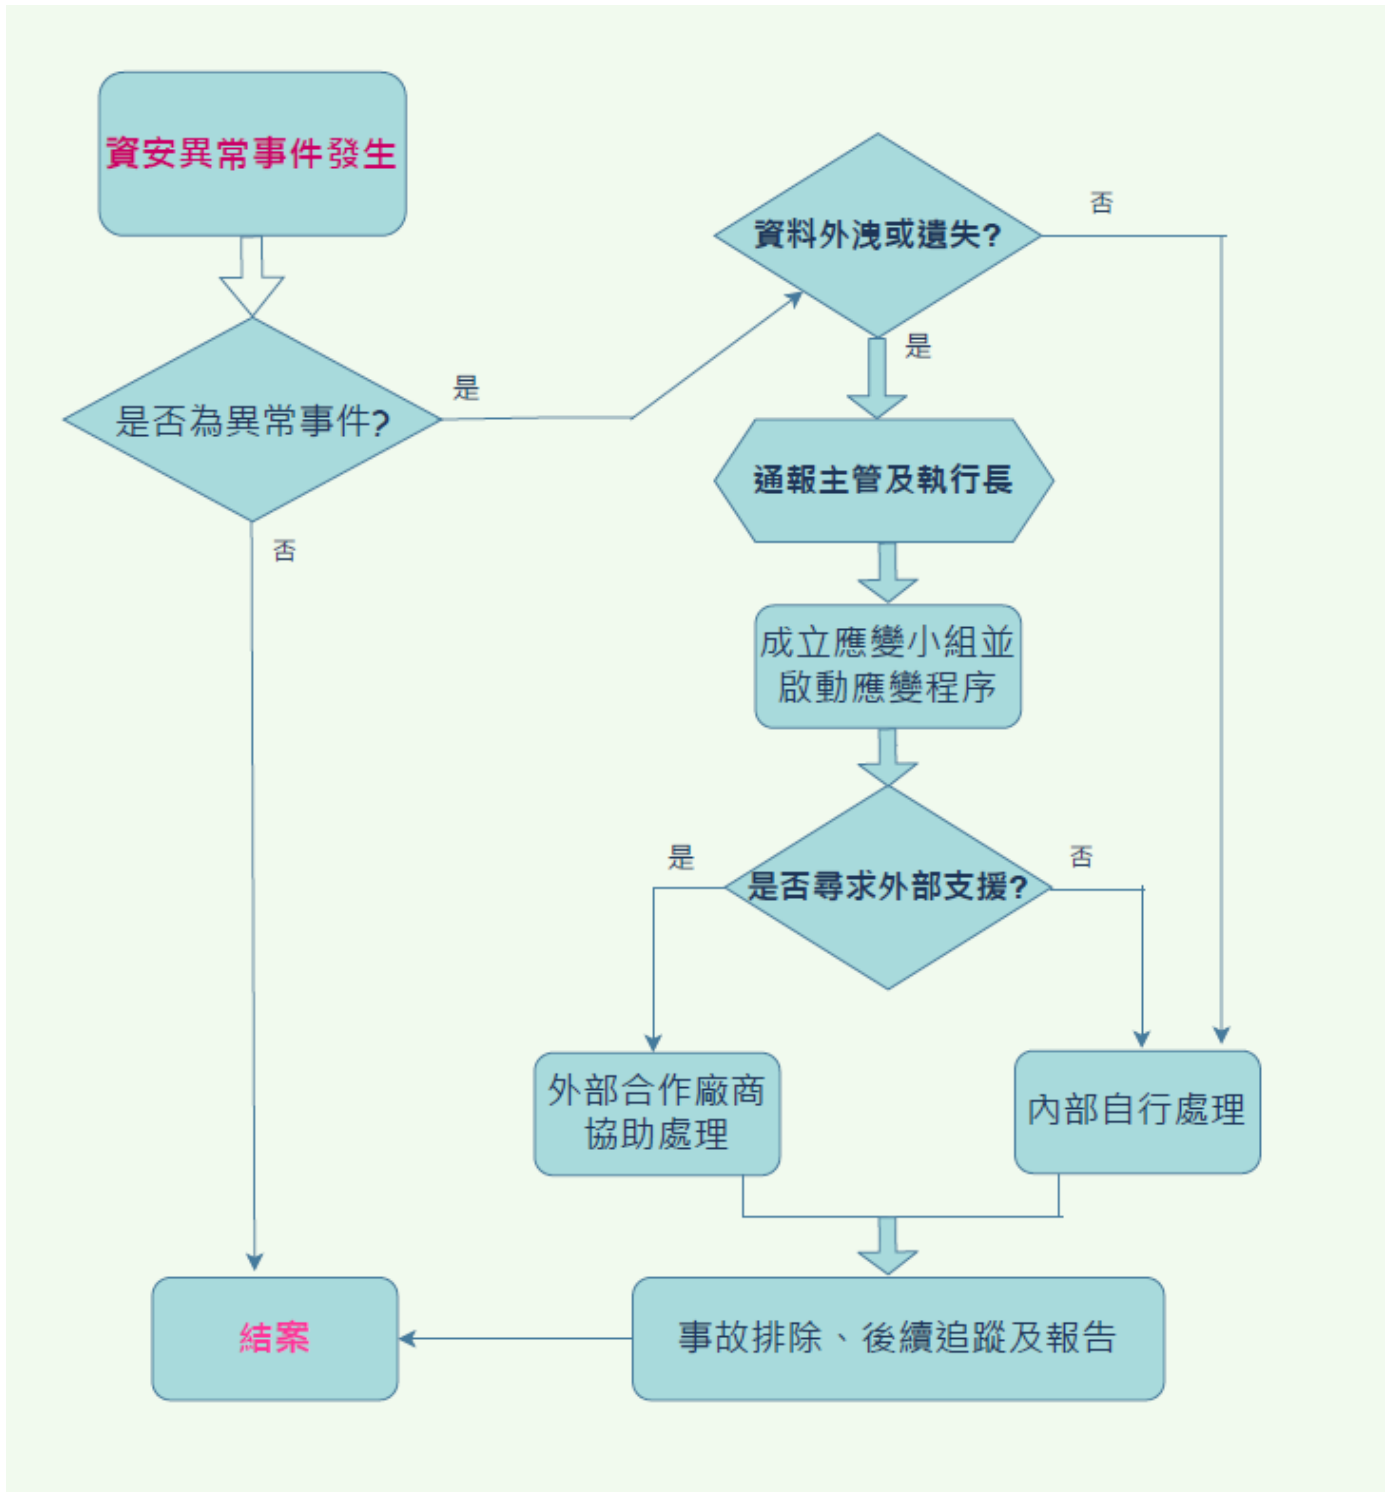 資安異常事件發生
是否為異常事件?
是
否
資料外洩或遺失?
否
是
通報主管及執行長
成立應變小組並
啟動應變程序
是否尋求外部支援?
是
否
外部合作廠商
協助處理
內部自行處理
事故排除、後續追蹤及報告
結案